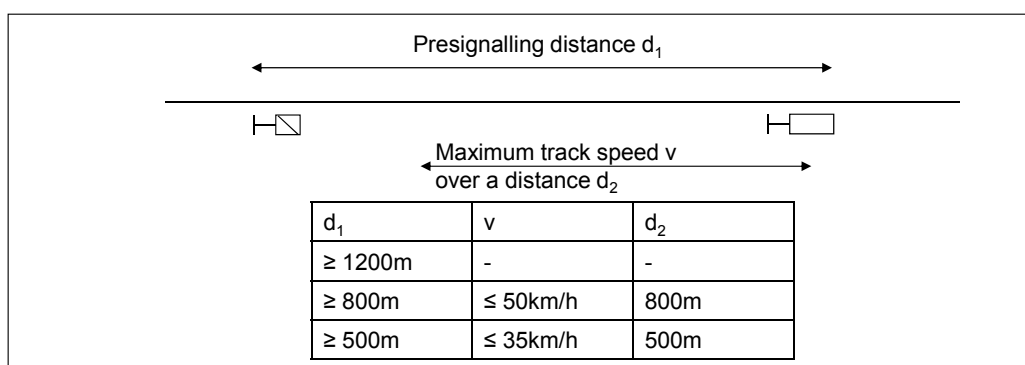 Presignalling distance d₁
Maximum track speed v
over a distance d₂
d₁ v d₂
≥ 1200m - -
≥ 800m ≤ 50km/h 800m
≥ 500m ≤ 35km/h 500m